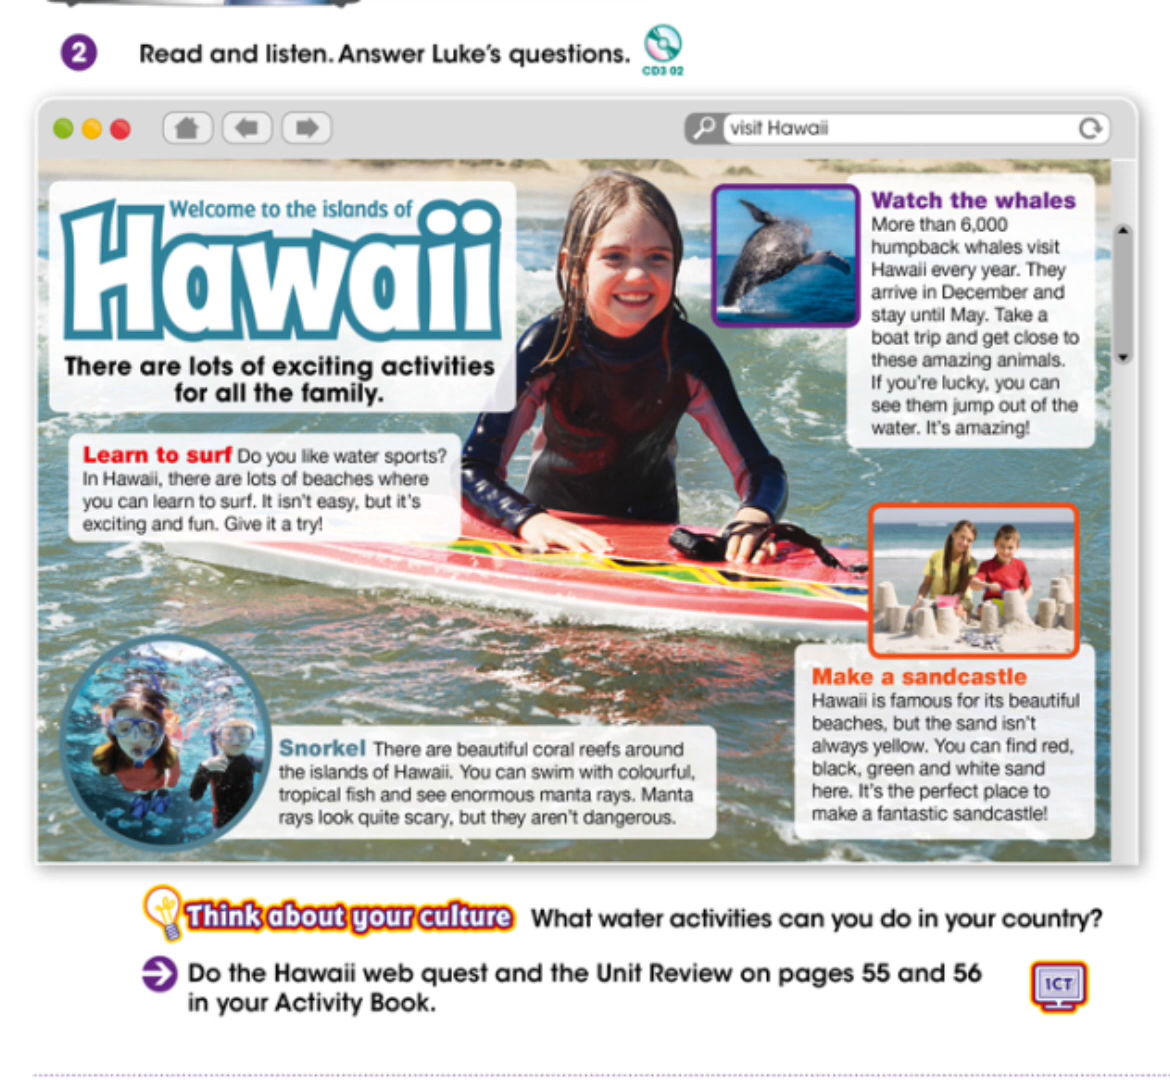 2 Read and listen. Answer Luke's questions.
CD3 02
visit Hawaii
Welcome to the islands of
Hawaii
There are lots of exciting activities
for all the family.
Watch the whales
More than 6,000
humpback whales visit
Hawaii every year. They
arrive in December and
stay until May. Take a
boat trip and get close to
these amazing animals.
If you're lucky, you can
see them jump out of the
water. It's amazing!
Learn to surf Do you like water sports?
In Hawaii, there are lots of beaches where
you can learn to surf. It isn't easy, but it's
exciting and fun. Give it a try!
Make a sandcastle
Hawaii is famous for its beautiful
beaches, but the sand isn't
always yellow. You can find red,
black, green and white sand
here. It's the perfect place to
make a fantastic sandcastle!
Snorkel There are beautiful coral reefs around
the islands of Hawaii. You can swim with colourful,
tropical fish and see enormous manta rays. Manta
rays look quite scary, but they aren't dangerous.
Think about your culture What water activities can you do in your country?
Do the Hawaii web quest and the Unit Review on pages 55 and 56
in your Activity Book.
ICT